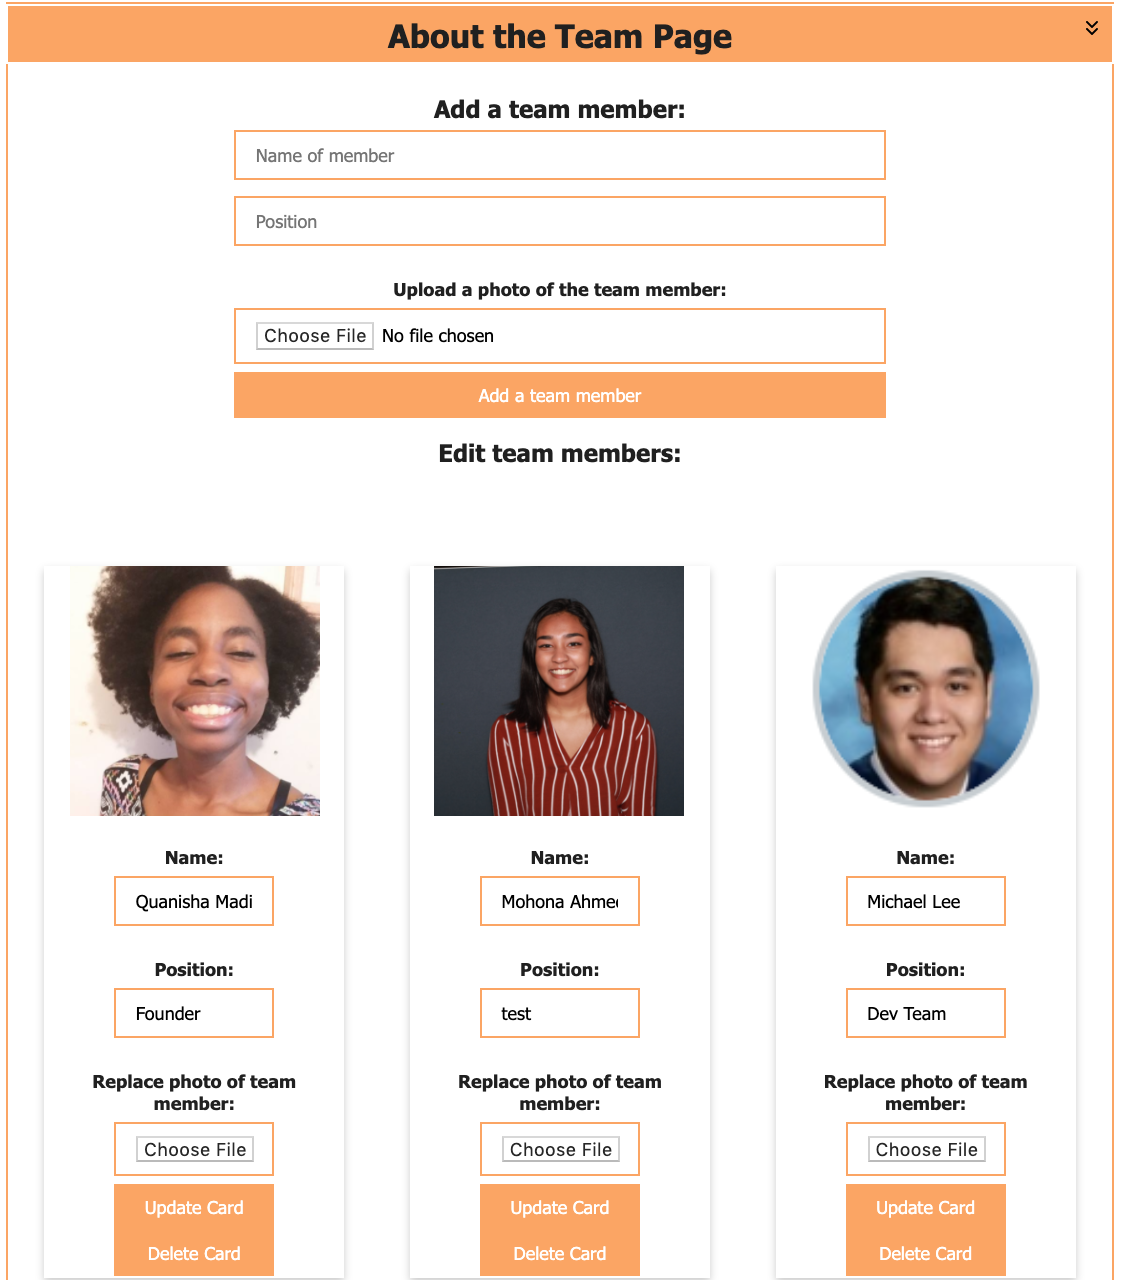 About the Team Page
Add a team member:
Name of member
Position
Upload a photo of the team member:
Choose File No file chosen
Add a team member
Edit team members:
Name:
Quanisha Madi
Position:
Founder
Replace photo of team
member:
Choose File
Update Card
Delete Card
Name:
Mohona
Position:
test
Replace photo of team
member:
Choose File
Update Card
Delete Card
Name:
Michael Lee
Position:
Dev Team
Replace photo of team
member:
Choose File
Update Card
Delete Card